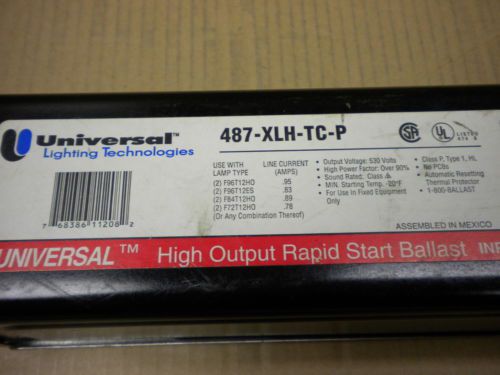 Universal™
Lighting Technologies
7 68386 11208 2
487-XLH-TC-P
USE WITH LAMP TYPE
LINE CURRENT (AMPS)
(2) F96T12HO .95
(2) F96T12ES .83
(2) F84T12HO .89
(2) F72T12HO .78
(Or Any Combination Thereof)
• Output Voltage: 530 Volts
• High Power Factor: Over 90%
• Sound Rated: Class
• MIN. Starting Temp. -20°F
• For Use In Fixed Equipment Only
SA
UL LISTED
• Class P, Type 1, HL
• No PCBs
• Automatic Resetting Thermal Protector
• 1-800-BALLAST
ASSEMBLED IN MEXICO
UNIVERSAL™ High Output Rapid Start Ballast